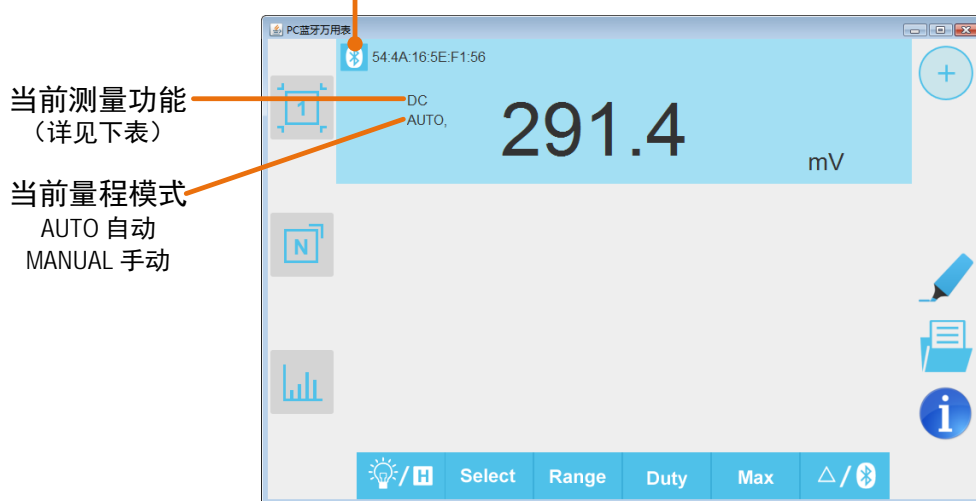 PC蓝牙万用表
54:4A:16:5E:F1:56
当前测量功能
（详见下表）
DC
AUTO,
291.4
mV
当前量程模式
AUTO 自动
MANUAL 手动
1
N
+
i
/H
Select
Range
Duty
Max
△/